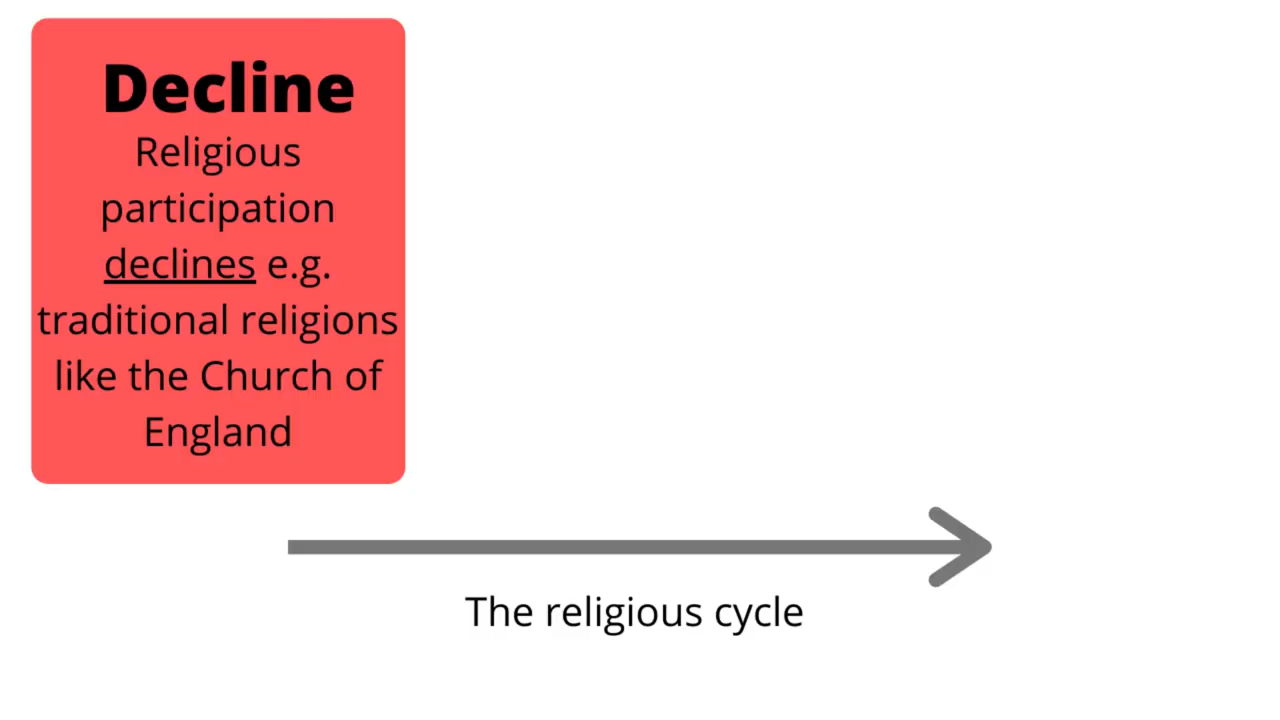 Decline
Religious
participation
declines e.g.
traditional religions
like the Church of
England
The religious cycle